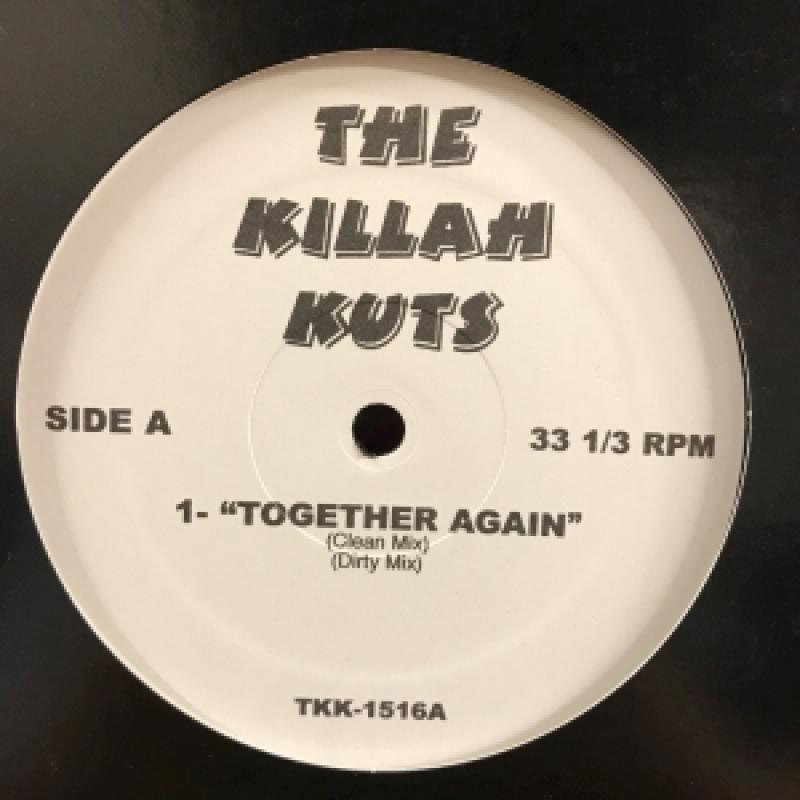 THE
KILLAH
KUTS
SIDE A
33 1/3 RPM
1- “TOGETHER AGAIN”
(Clean Mix)
(Dirty Mix)
TKK-1516A